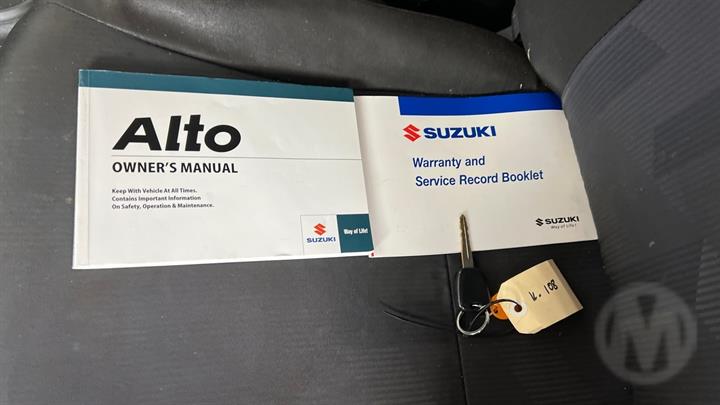 Alto
OWNER'S MANUAL
Keep With Vehicle At All Times.
Contains Important Information
On Safety, Operation & Maintenance.
SUZUKI
Way of Life!
SUZUKI
Warranty and
Service Record Booklet
SUZUKI
Way of Life!
108
M